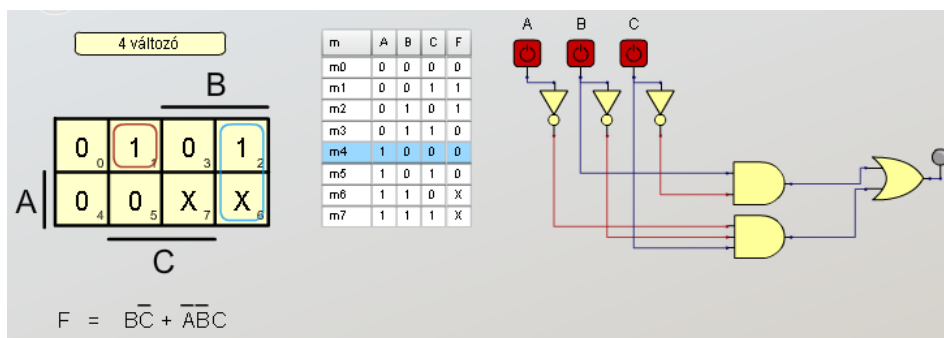 4 változó
B
0 0 1 1 0 3 1 2
A
0 4 0 5 X 7 X 6
C
F = BC̅ + A̅B̅C
m A B C F
m0 0 0 0 0
m1 0 0 1 1
m2 0 1 0 1
m3 0 1 1 0
m4 1 0 0 0
m5 1 0 1 0
m6 1 1 0 X
m7 1 1 1 X
A B C